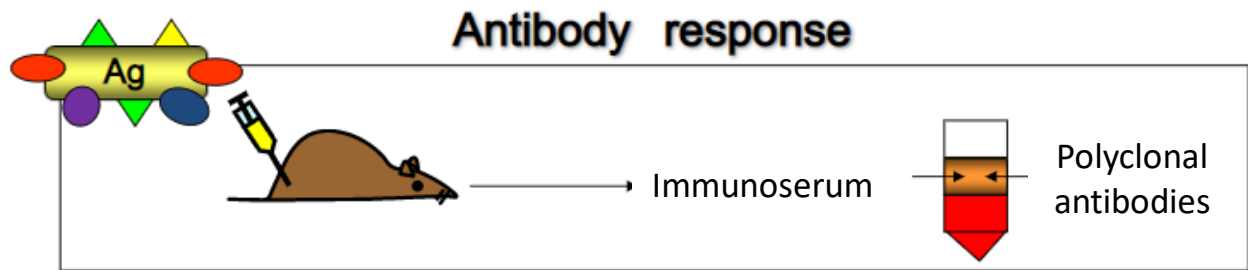 Antibody response
Ag
Immunoserum
Polyclonal
antibodies